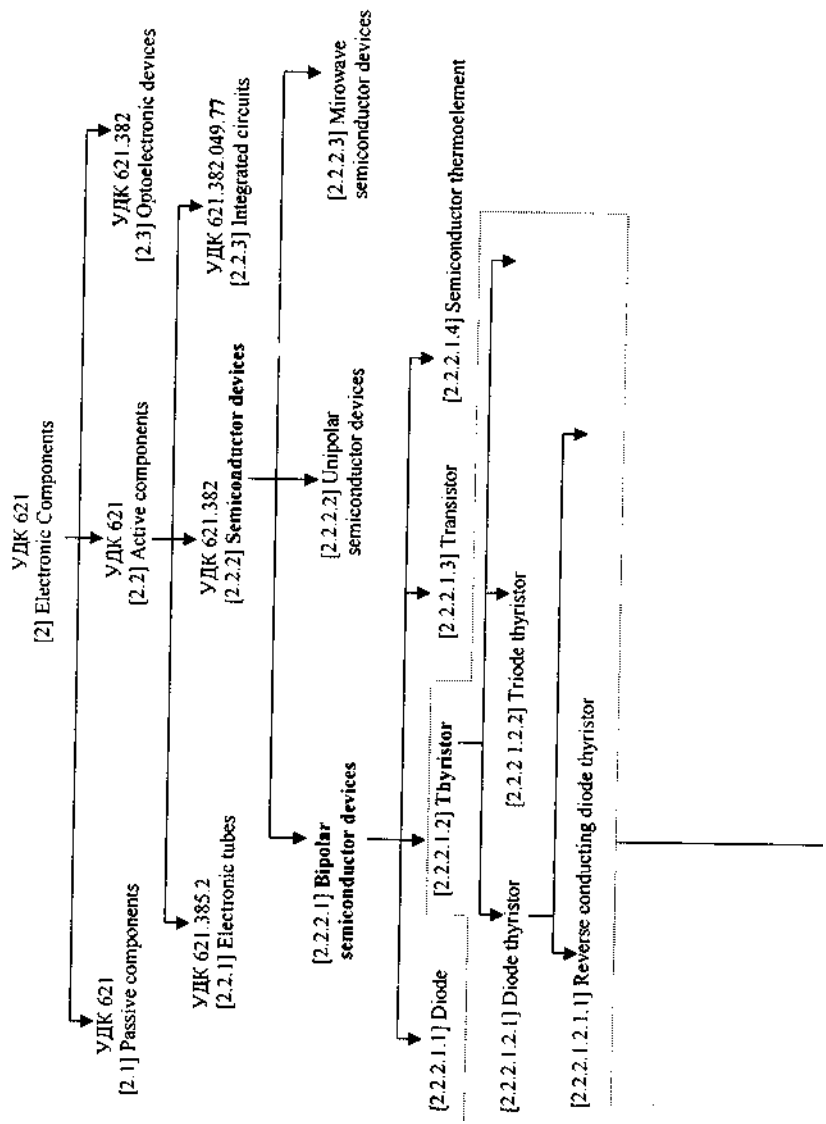 УДК 621
[2] Electronic Components
УДК 621
[2.1] Passive components
УДК 621
[2.2] Active components
УДК 621.382
[2.3] Optoelectronic devices
УДК 621.385.2
[2.2.1] Electronic tubes
УДК 621.382
[2.2.2] Semiconductor devices
УДК 621.382.049.77
[2.2.3] Integrated circuits
[2.2.2.1] Bipolar
semiconductor devices
[2.2.2.2] Unipolar
semiconductor devices
[2.2.2.3] Mirowave
semiconductor devices
[2.2.2.1.1] Diode
[2.2.2.1.2] Thyristor
[2.2.2.1.3] Transistor
[2.2.2.1.4] Semiconductor thermoelement
[2.2.2.1.2.1] Diode thyristor
[2.2.2 1.2.2] Triode thyristor
[2.2.2.1.2.1.1] Reverse conducting diode thyristor